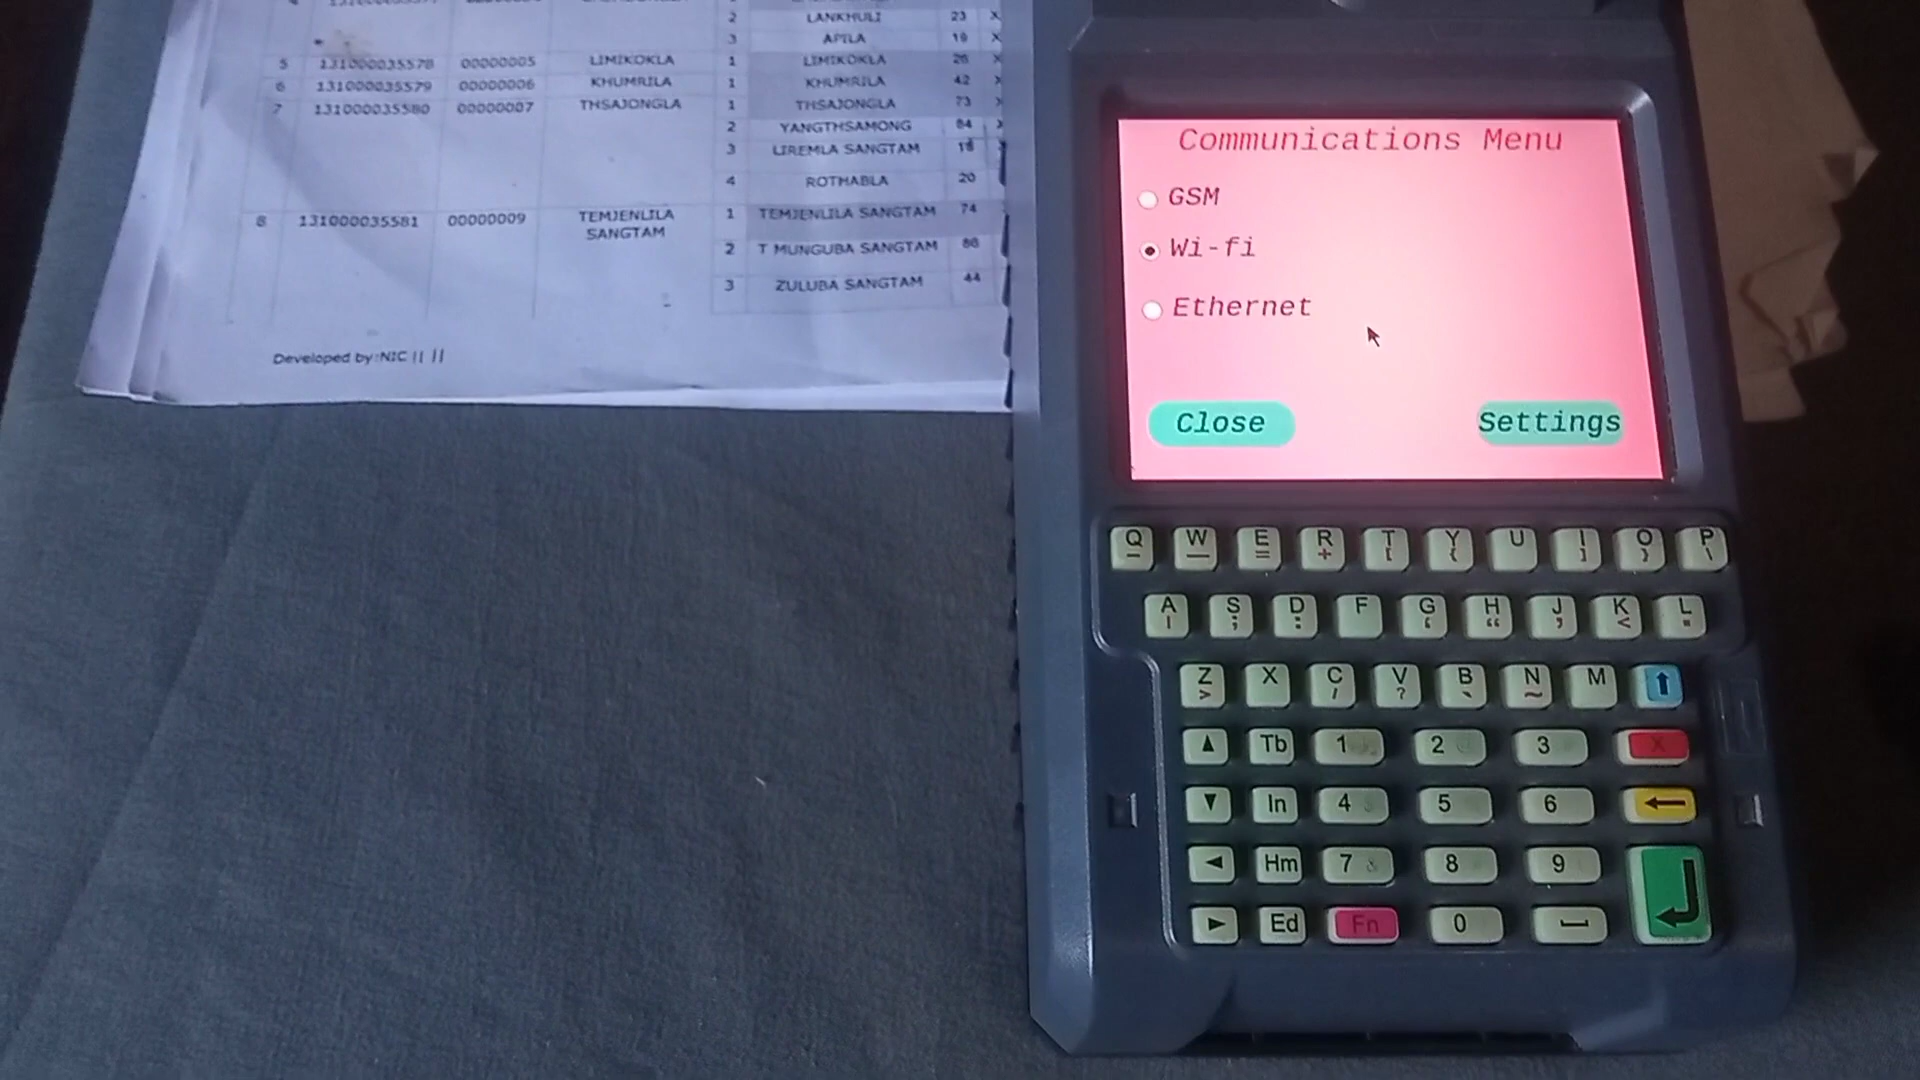 2 LANKHULI 23 X
3 APILA 19 X
5 131000035578 00000005 LIMIKOKLA 1 LIMIKOKLA 26 X
6 131000035579 00000006 KHUMRILA 1 KHUMRILA 42
7 131000035580 00000007 THSAJONGLA 1 THSAJONGLA 73
2 YANGTHSAMONG 84
3 LIREMLA SANGTAM 18
4 ROTHABLA 20
8 131000035581 00000009 TEMJENLILA SANGTAM 1 TEMJENLILA SANGTAM 74
2 T MUNGUBA SANGTAM
3 ZULUBA SANGTAM 44
Developed by:NIC ||
Communications Menu
GSM
Wi-fi
Ethernet
Close Settings
Q W E R T Y U I O P
- _ = + [ { ] } \
A S D F G H J K L
| ; : ‘ “ , < "
Z X C V B N M
> / ? ` ~
Tb 1 2 3 X
In 4 5 6
Hm 7 8 9
Ed Fn 0